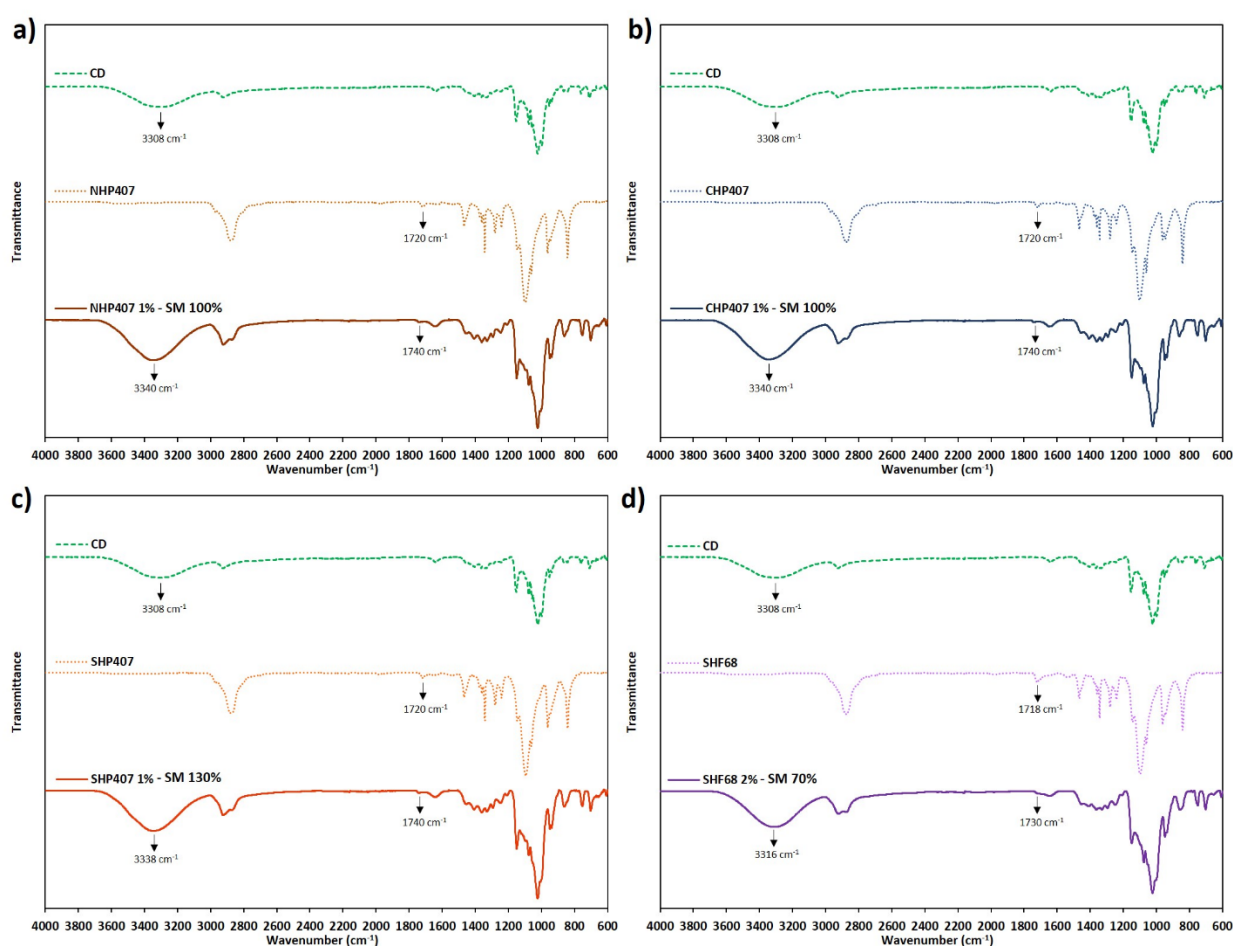 a)
CD
3308 cm⁻¹
NHP407
1720 cm⁻¹
NHP407 1% - SM 100%
1740 cm⁻¹
3340 cm⁻¹
Transmittance
4000 3800 3600 3400 3200 3000 2800 2600 2400 2200 2000 1800 1600 1400 1200 1000 800 600
Wavenumber (cm⁻¹)
b)
CD
3308 cm⁻¹
CHP407
1720 cm⁻¹
CHP407 1% - SM 100%
1740 cm⁻¹
3340 cm⁻¹
Transmittance
4000 3800 3600 3400 3200 3000 2800 2600 2400 2200 2000 1800 1600 1400 1200 1000 800 600
Wavenumber (cm⁻¹)
c)
CD
3308 cm⁻¹
SHP407
1720 cm⁻¹
SHP407 1% - SM 130%
1740 cm⁻¹
3338 cm⁻¹
Transmittance
4000 3800 3600 3400 3200 3000 2800 2600 2400 2200 2000 1800 1600 1400 1200 1000 800 600
Wavenumber (cm⁻¹)
d)
CD
3308 cm⁻¹
SHF68
1718 cm⁻¹
SHF68 2% - SM 70%
1730 cm⁻¹
3316 cm⁻¹
Transmittance
4000 3800 3600 3400 3200 3000 2800 2600 2400 2200 2000 1800 1600 1400 1200 1000 800 600
Wavenumber (cm⁻¹)